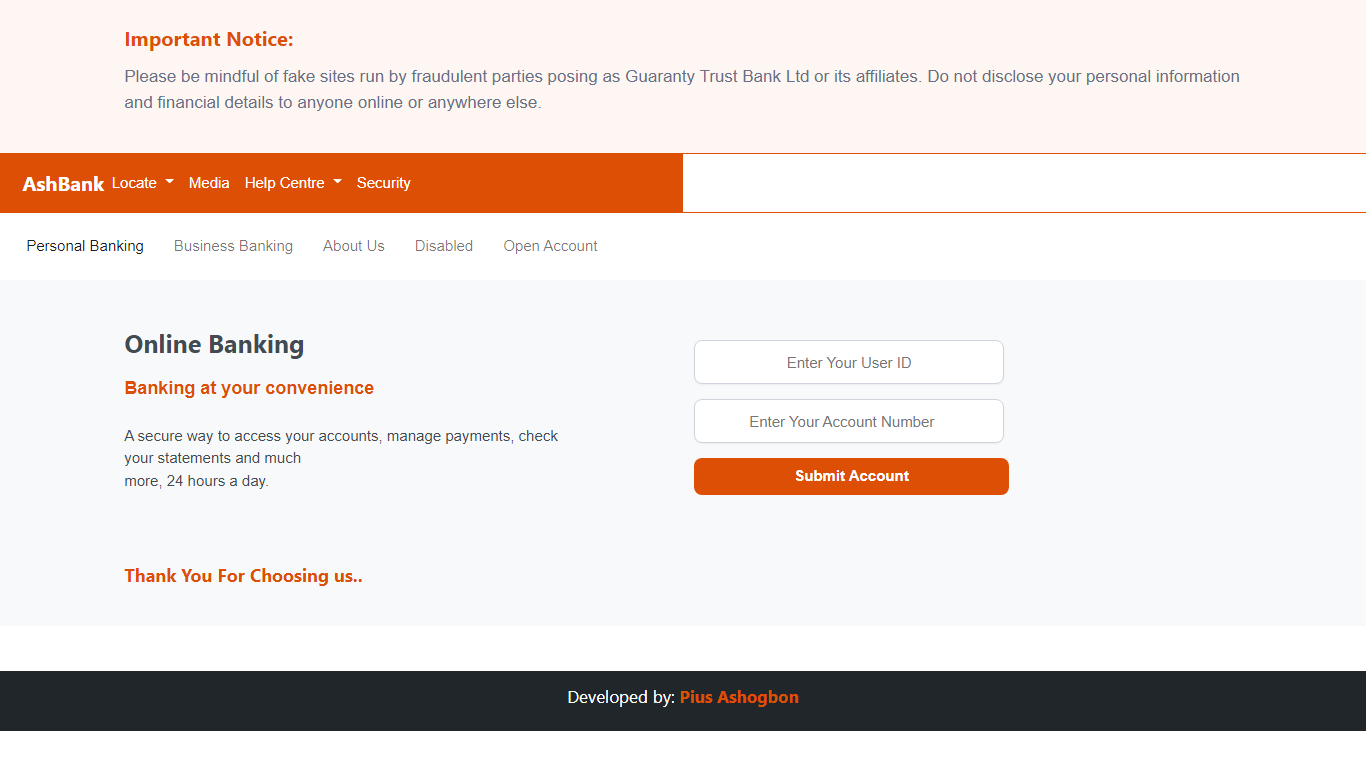 Important Notice:
Please be mindful of fake sites run by fraudulent parties posing as Guaranty Trust Bank Ltd or its affiliates. Do not disclose your personal information
and financial details to anyone online or anywhere else.
AshBank Locate Media Help Centre Security
Personal Banking Business Banking About Us Disabled Open Account
Online Banking
Banking at your convenience
A secure way to access your accounts, manage payments, check
your statements and much
more, 24 hours a day.
Thank You For Choosing us..
Enter Your User ID
Enter Your Account Number
Submit Account
Developed by: Pius Ashogbon